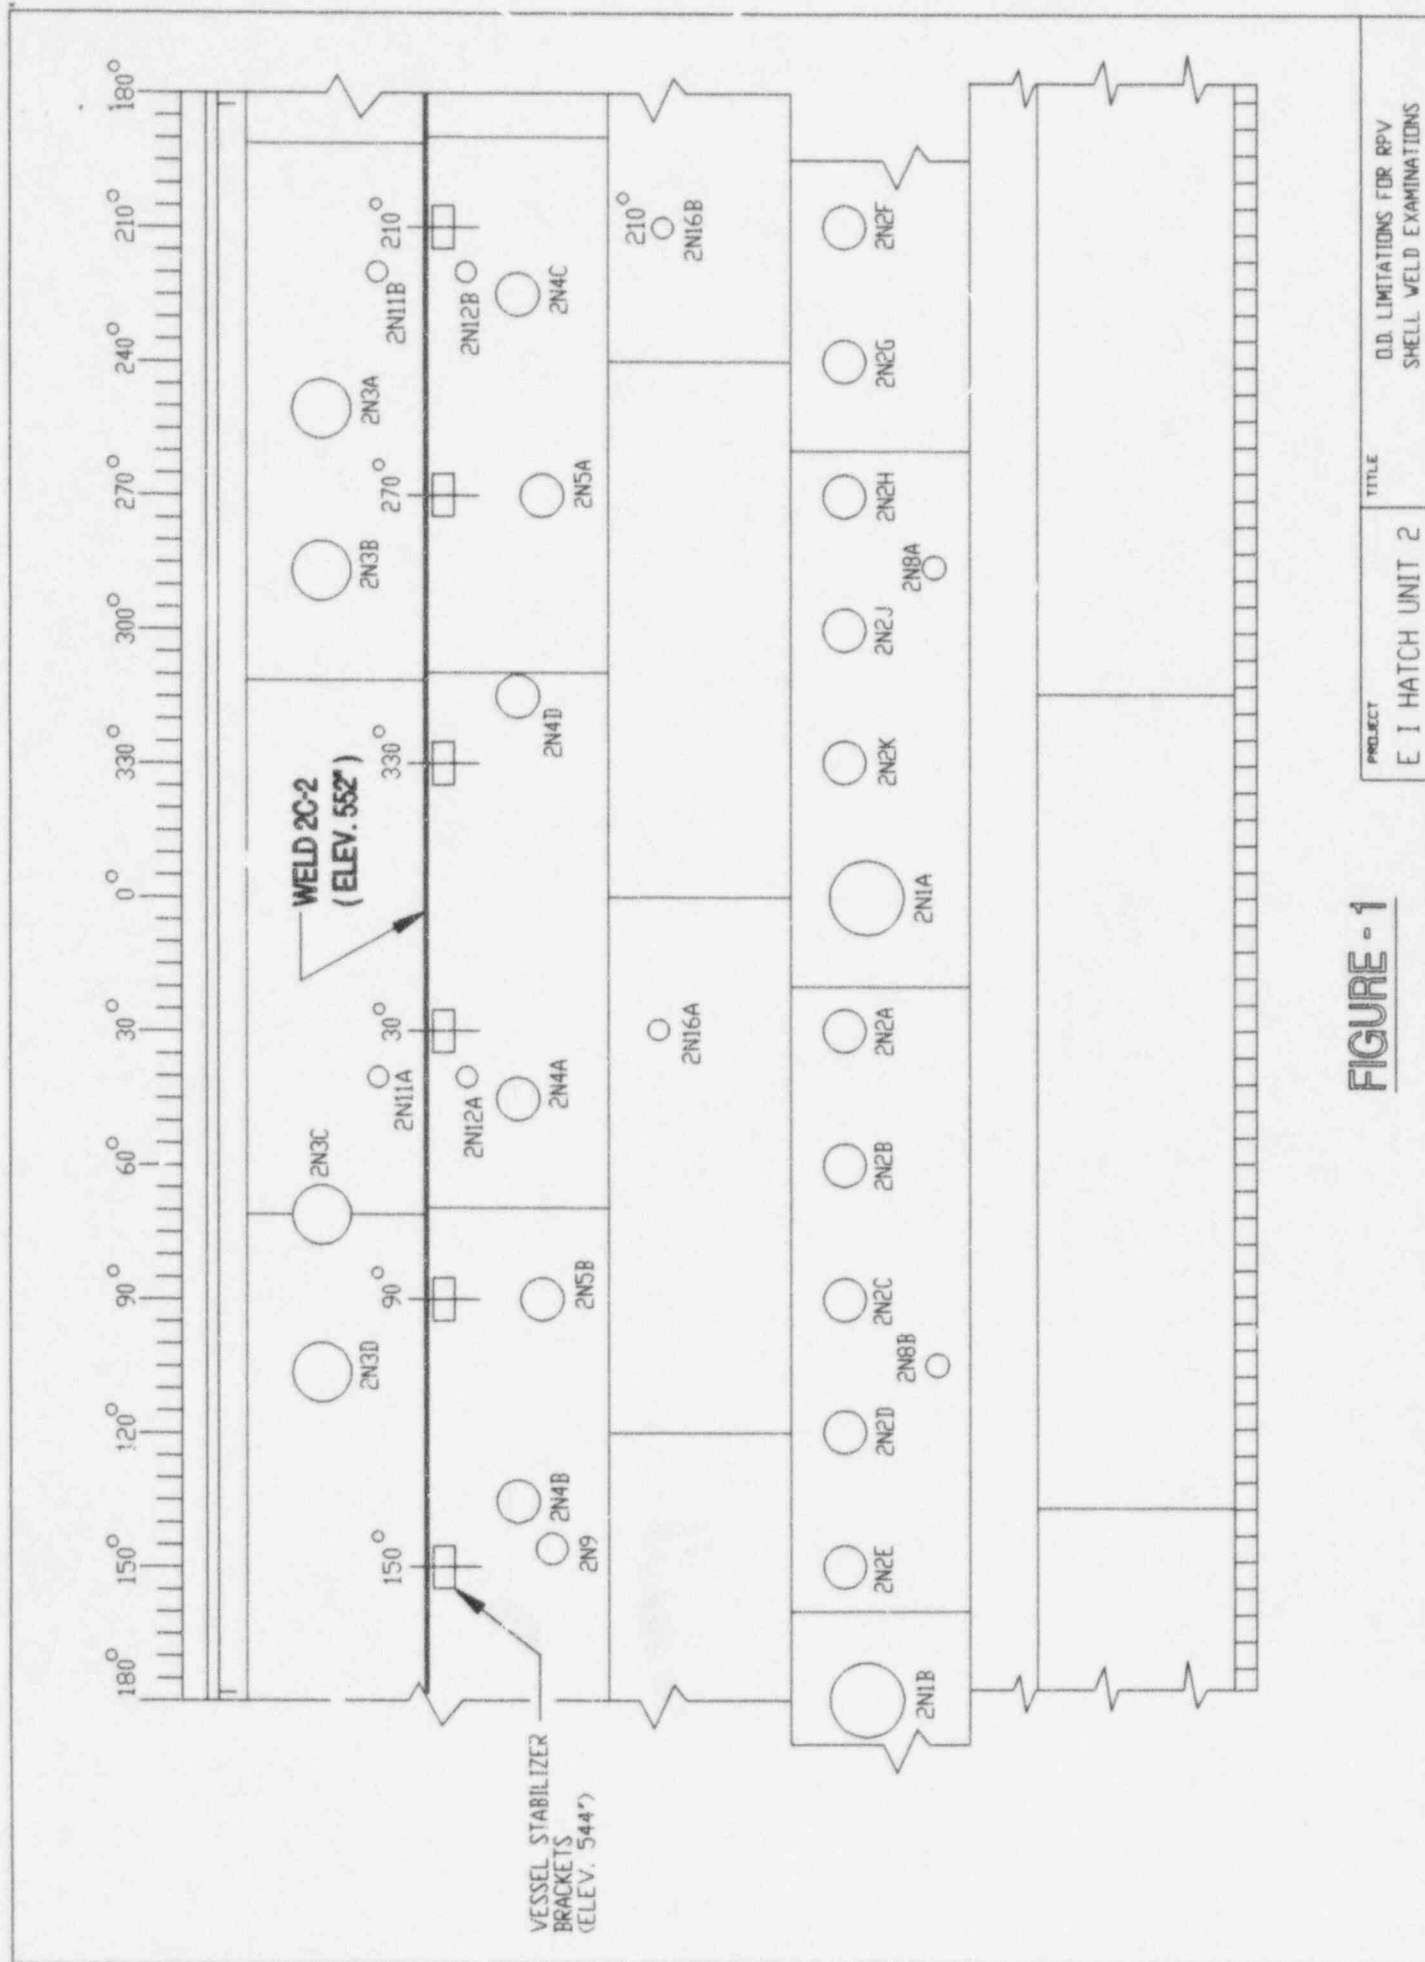 180° 150° 120° 90° 60° 30° 0° 330° 300° 270° 240° 210° 180°
2N3D
2N3C
2N3B
2N3A
WELD 2C-2
(ELEV. 552")
2N11A
2N11B
150° 90° 30° 330° 270° 210°
2N12A
2N12B
2N4B
2N4A
2N4D
2N4C
2N9
2N5B
2N5A
VESSEL STABILIZER
BRACKETS
(ELEV. 544")
210°
2N16A
2N16B
2N2E
2N2D
2N2C
2N2B
2N2A
2N1A
2N2K
2N2J
2N2H
2N2G
2N2F
2N1B
2N8B
2N8A
FIGURE - 1
PROJECT
E I HATCH UNIT 2
TITLE
O.D. LIMITATIONS FOR RPV
SHELL WELD EXAMINATIONS